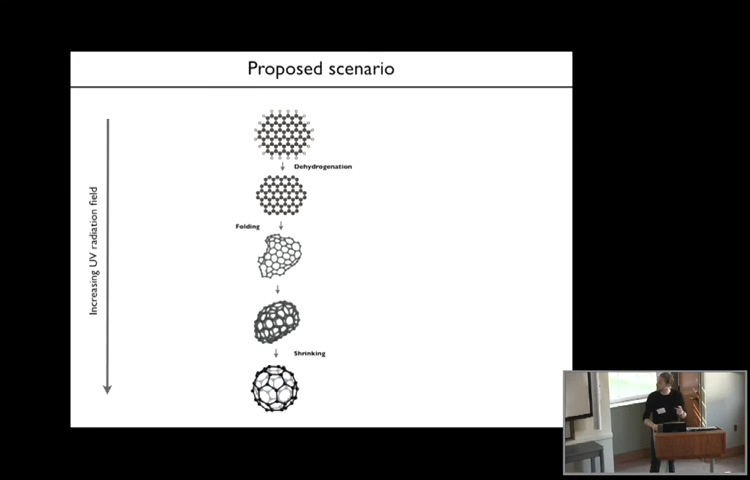 Proposed scenario
Increasing UV radiation field
Dehydrogenation
Folding
Shrinking